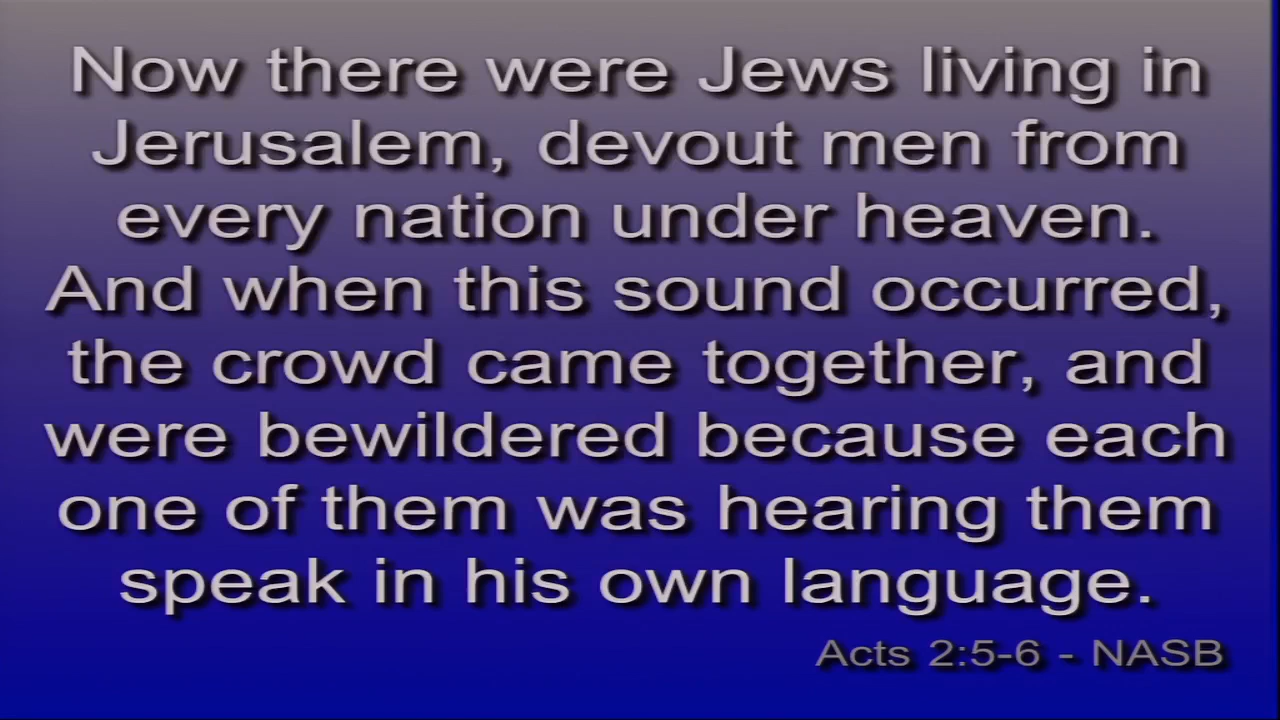 Now there were Jews living in
Jerusalem, devout men from
every nation under heaven.
And when this sound occurred,
the crowd came together, and
were bewildered because each
one of them was hearing them
speak in his own language.
Acts 2:5-6 - NASB